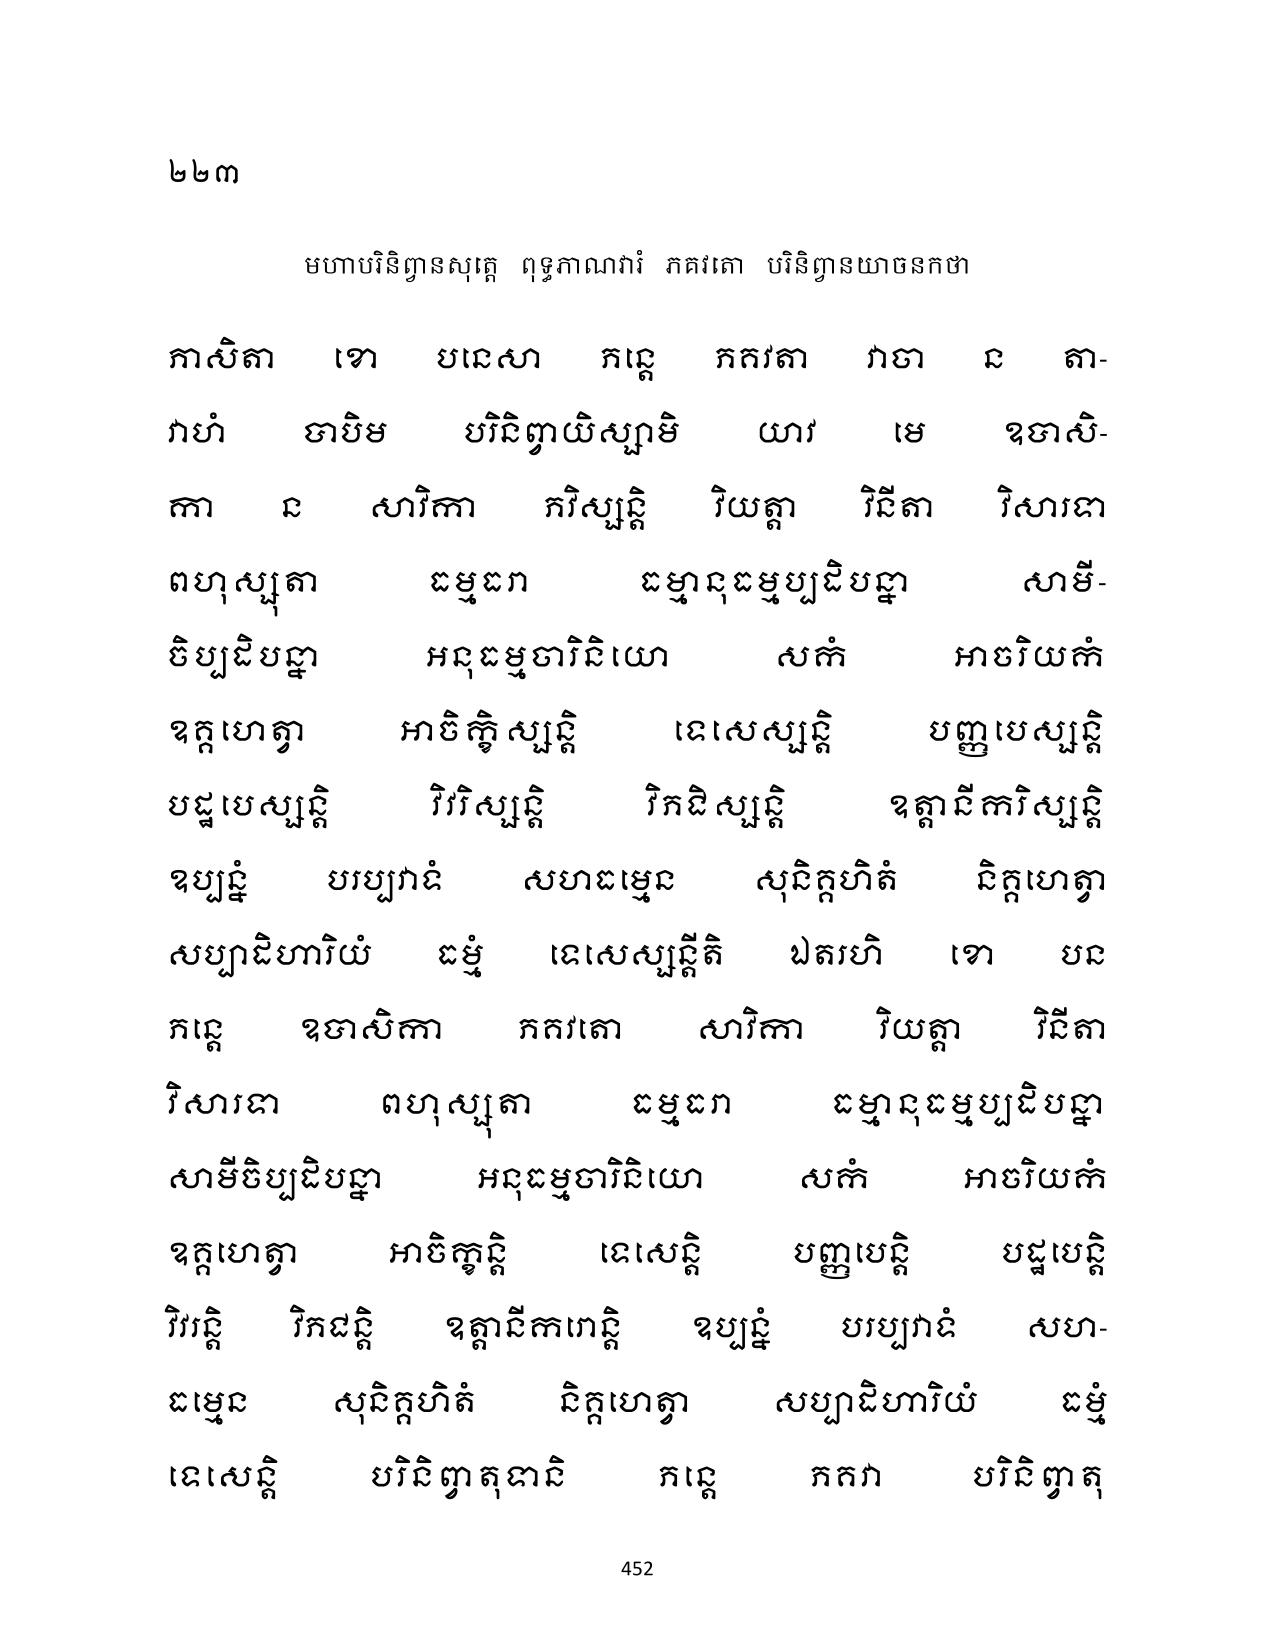 ២២៣
មហាបរិនិព្វានសុត្តេ ពុទ្ធភាណវារំ ភគវតោ បរិនិព្វានយាចនកថា
ភាសិតា ខោ បនេសា ភន្តេ ភគវតា វាចា ន តា-
វាហំ បាបិម បរិនិព្វាយិស្សាមិ យាវ មេ ឧបាសិ-
កា ន សាវិកា ភវិស្សន្តិ វិយត្តា វិនីតា វិសារទា
ពហុស្សុតា ធម្មធរា ធម្មានុធម្មប្បដិបន្នា សាមី-
ចិប្បដិបន្នា អនុធម្មចារិនិយោ សកំ អាចរិយកំ
ឧគ្គហេត្វា អាចិក្ខិស្សន្តិ ទេសេស្សន្តិ បញ្ញបេស្សន្តិ
បដ្ឋបេស្សន្តិ វិវរិស្សន្តិ វិភជិស្សន្តិ ឧត្តានីករិស្សន្តិ
ឧប្បន្នំ បរប្បវាទំ សហធម្មេន សុនិគ្គហិតំ និគ្គហេត្វា
សប្បាដិហារិយំ ធម្មំ ទេសេស្សន្តីតិ ឯតរហិ ខោ បន
ភន្តេ ឧបាសិកា ភគវតោ សាវិកា វិយត្តា វិនីតា
វិសារទា ពហុស្សុតា ធម្មធរា ធម្មានុធម្មប្បដិបន្នា
សាមីចិប្បដិបន្នា អនុធម្មចារិនិយោ សកំ អាចរិយកំ
ឧគ្គហេត្វា អាចិក្ខន្តិ ទេសេន្តិ បញ្ញបេន្តិ បដ្ឋបេន្តិ
វិវរន្តិ វិភជន្តិ ឧត្តានីករោន្តិ ឧប្បន្នំ បរប្បវាទំ សហ-
ធម្មេន សុនិគ្គហិតំ និគ្គហេត្វា សប្បាដិហារិយំ ធម្មំ
ទេសេន្តិ បរិនិព្វាតុទានិ ភន្តេ ភគវា បរិនិព្វាតុ
452